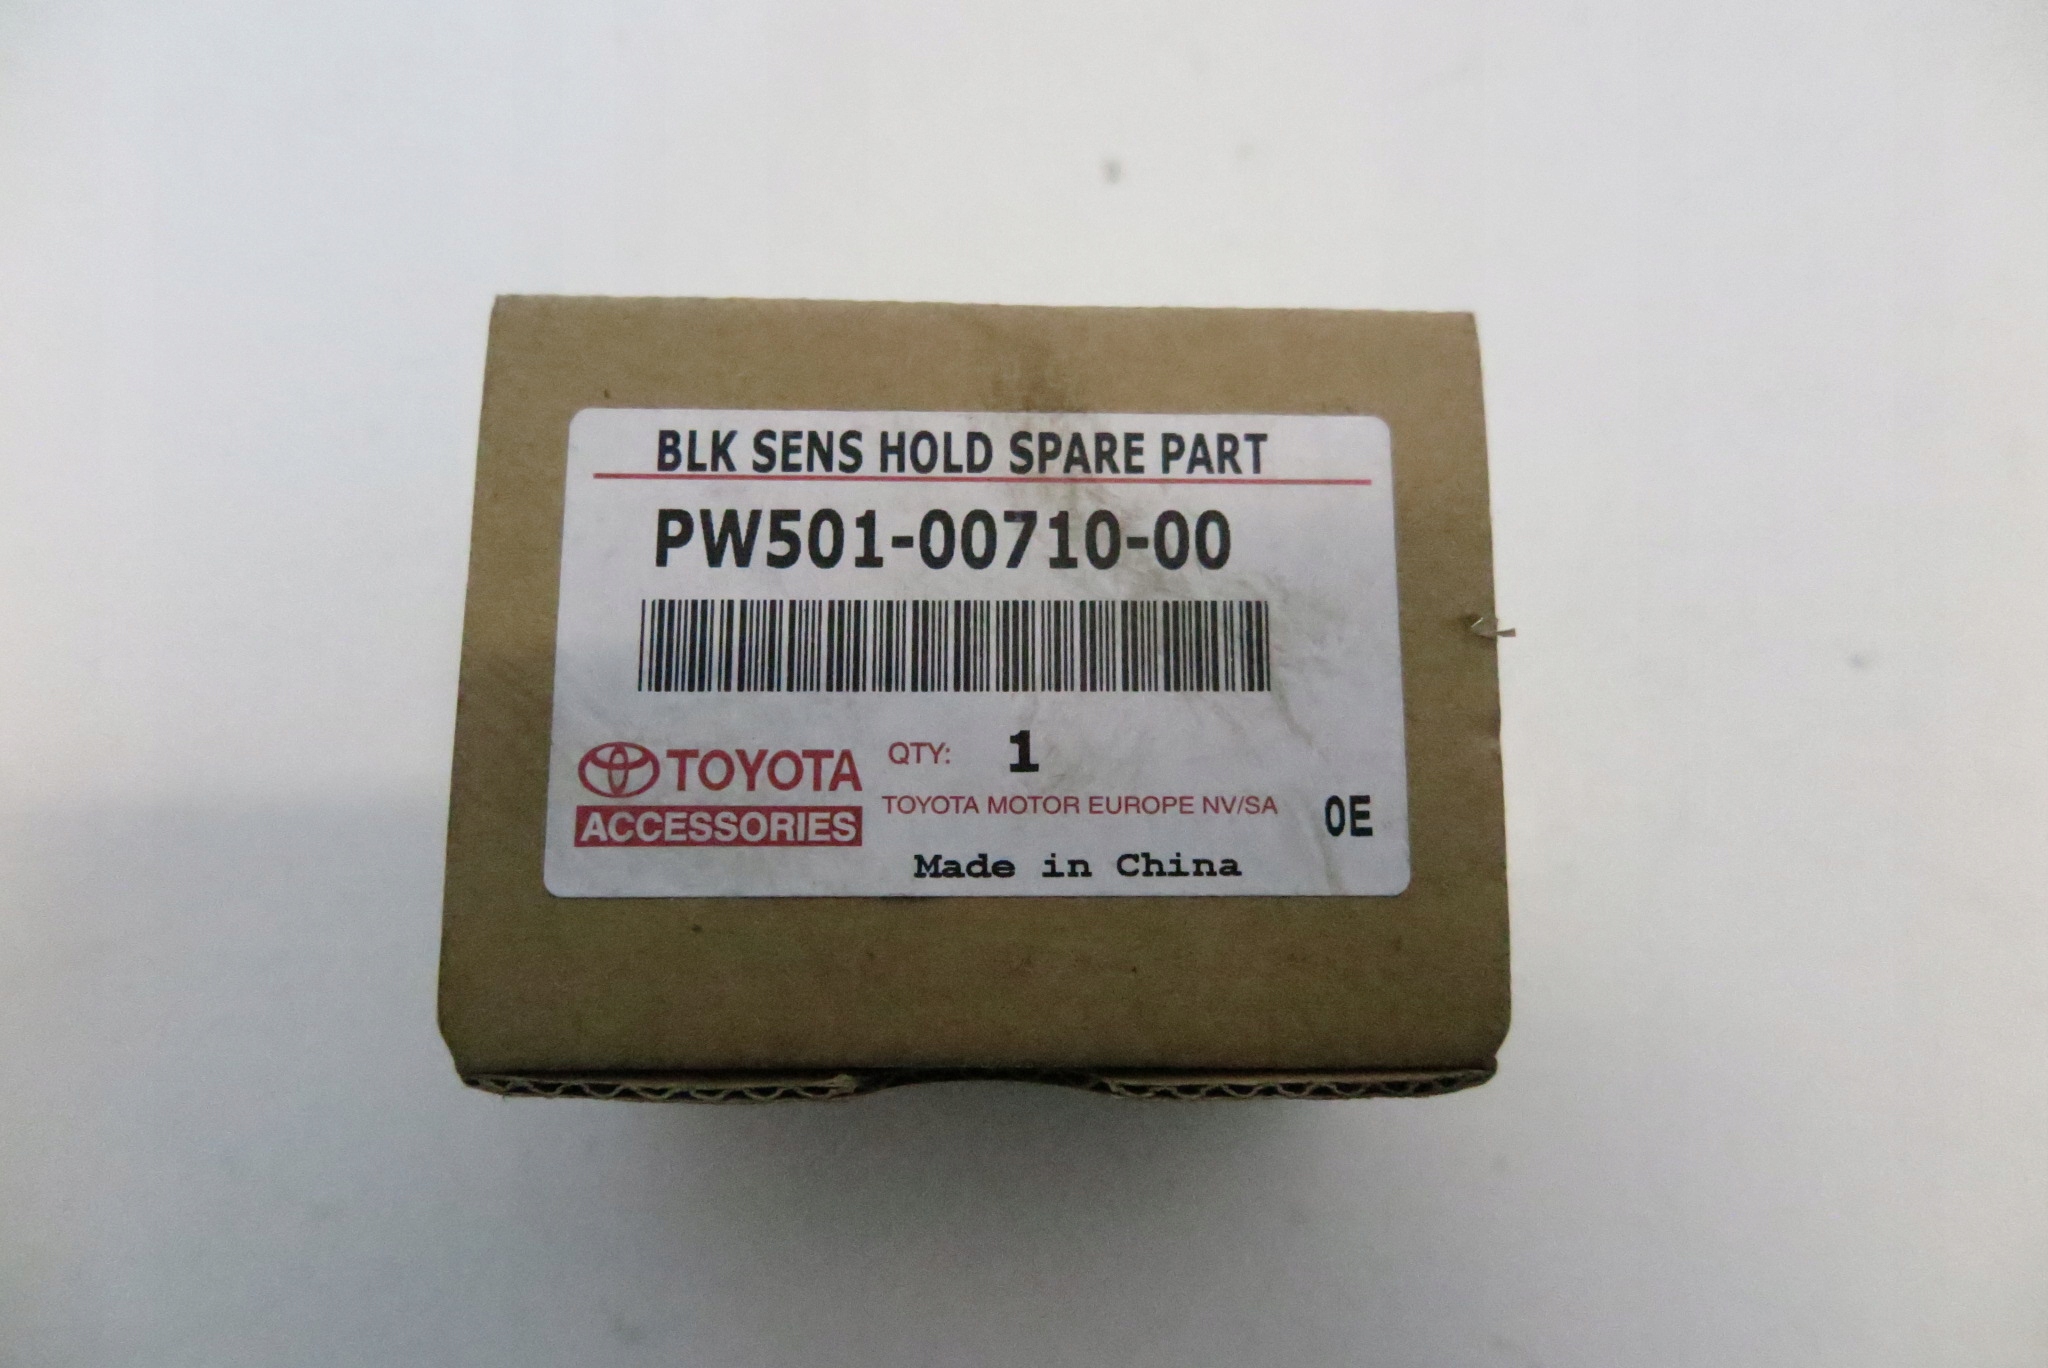 BLK SENS HOLD SPARE PART
PW501-00710-00
TOYOTA
ACCESSORIES
QTY: 1
TOYOTA MOTOR EUROPE NV/SA
0E
Made in China